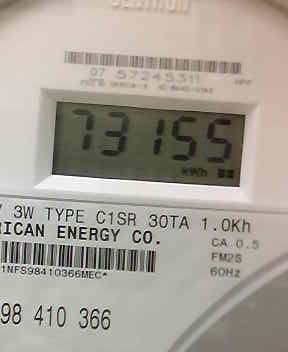 07 57245311
73155
kWh
3W TYPE C1SR 30TA 1.0Kh
RICAN ENERGY CO.
CA 0.5
FM2S
60Hz
1NFS98410366MEC*
98 410 366